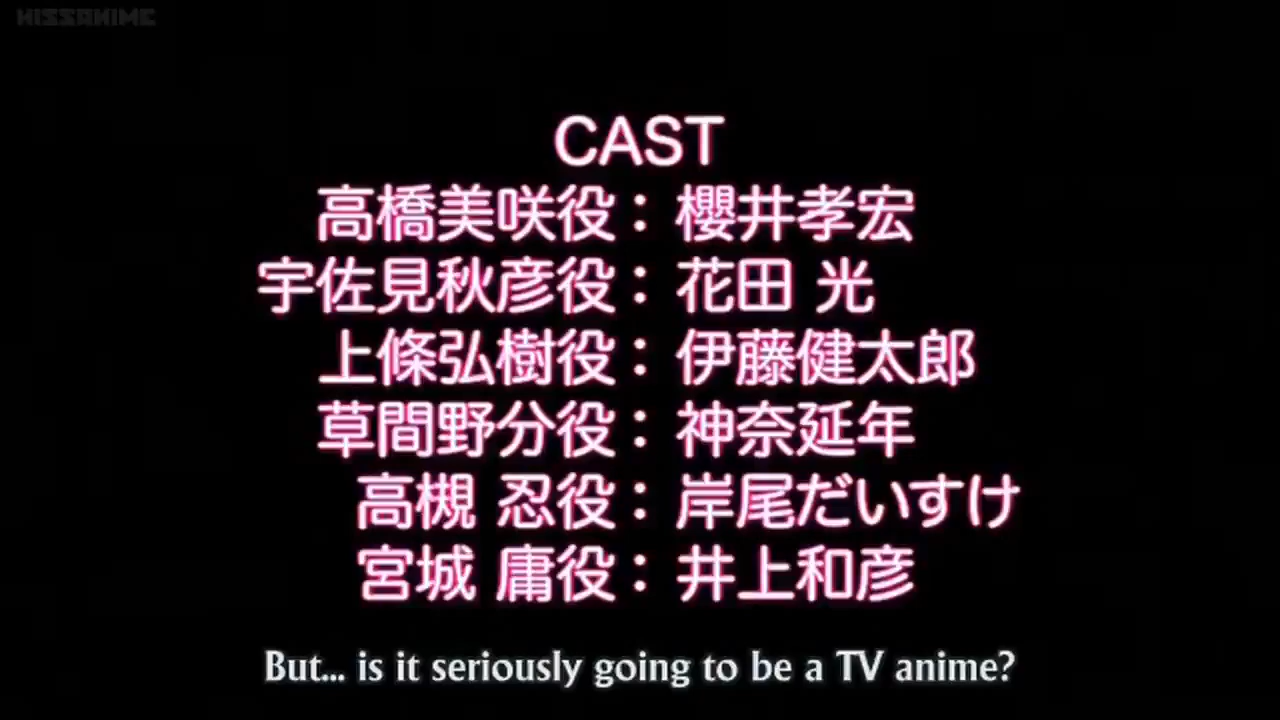 KISSANIME
CAST
高橋美咲役：櫻井孝宏
宇佐見秋彦役：花田 光
上條弘樹役：伊藤健太郎
草間野分役：神奈延年
高槻 忍役：岸尾だいすけ
宮城 庸役：井上和彦
But... is it seriously going to be a TV anime?